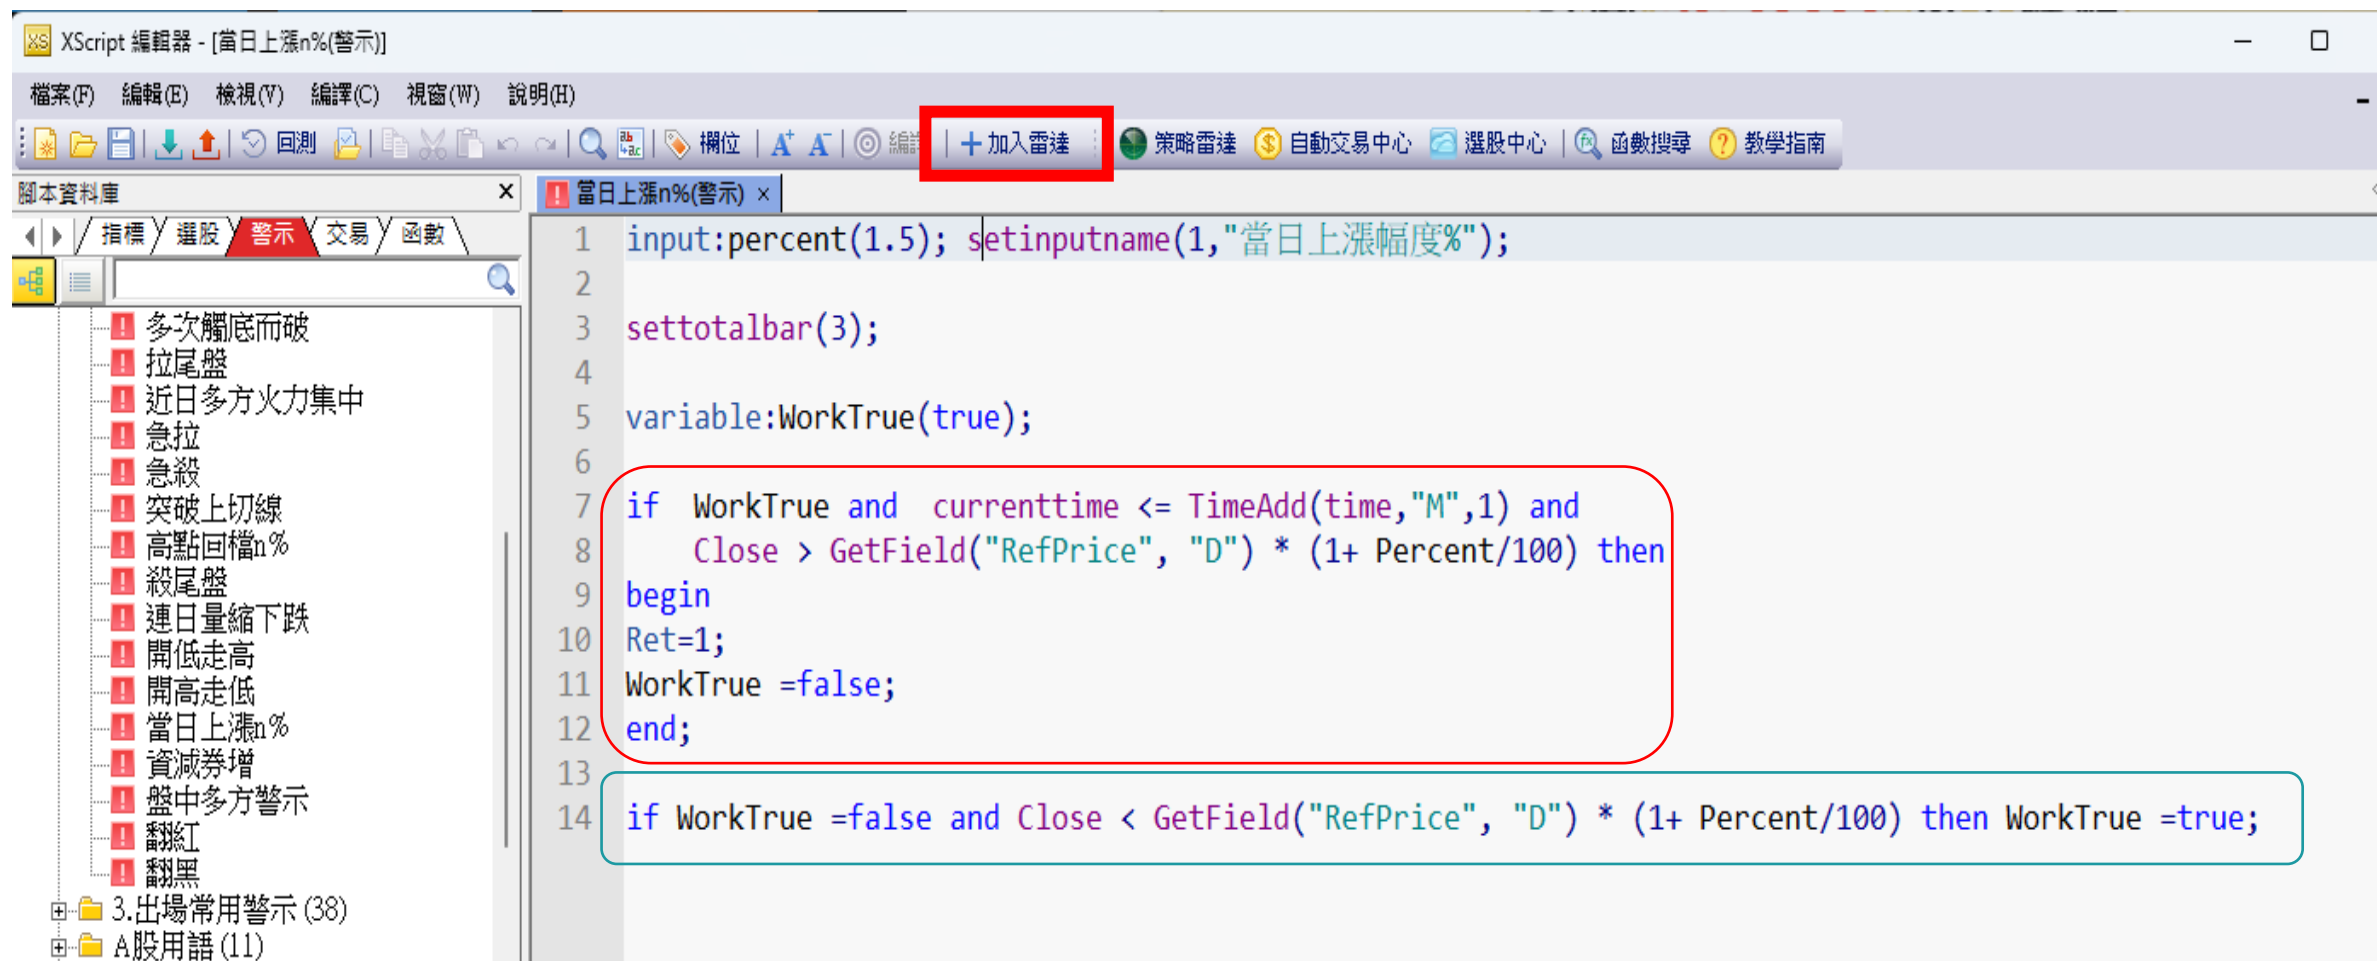 XS XScript 編輯器 - [當日上漲n%(警示)]
檔案(F) 編輯(E) 檢視(V) 編譯(C) 視窗(W) 說明(H)
回測 欄位 A+ A- 編譯 + 加入雷達 策略雷達 自動交易中心 選股中心 函數搜尋 教學指南
腳本資料庫
當日上漲n%(警示) ×
指標 選股 警示 交易 函數
多次觸底而破
拉尾盤
近日多方火力集中
急拉
急殺
突破上切線
高點回檔n%
殺尾盤
連日量縮下跌
開低走高
開高走低
當日上漲n%
資減券增
盤中多方警示
翻紅
翻黑
3.出場常用警示 (38)
A股用語 (11)
1 input:percent(1.5); setinputname(1,"當日上漲幅度%");
2
3 settotalbar(3);
4
5 variable:WorkTrue(true);
6
7 if  WorkTrue and  currenttime <= TimeAdd(time,"M",1) and
8     Close > GetField("RefPrice", "D") * (1+ Percent/100) then
9 begin
10 Ret=1;
11 WorkTrue =false;
12 end;
13
14 if WorkTrue =false and Close < GetField("RefPrice", "D") * (1+ Percent/100) then WorkTrue =true;